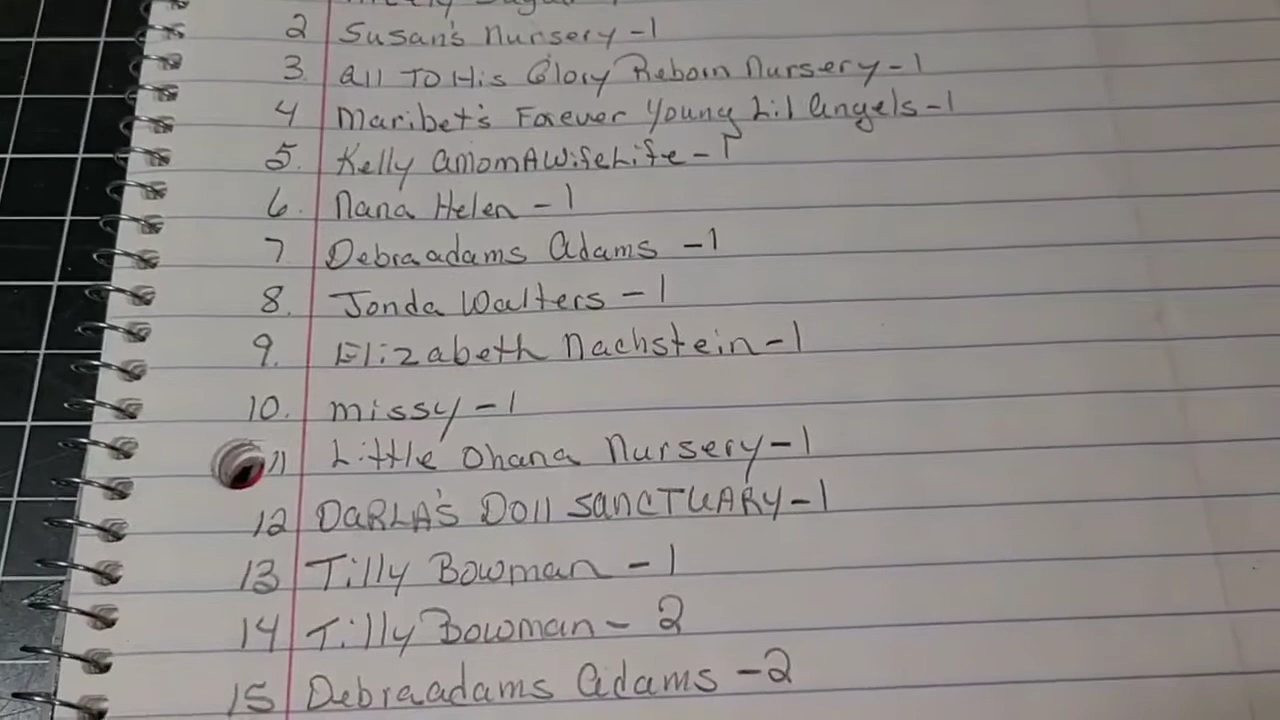 2 Susan's Nursery-1
3. All To His Glory Reborn Nursery-1
4 Maribet's Forever Young Lil Angels-1
5. Kelly AMOMAWifeLife-1
6. Nana Helen-1
7 Debraadams Adams-1
8. Jonda Walters-1
9. Elizabeth Nachstein-1
10. Missy-1
11 Little Ohana Nursery-1
12 DARLA'S Doll SANCTUARY-1
13 Tilly Bowman-1
14 Tilly Bowman-2
15 Debraadams Adams-2